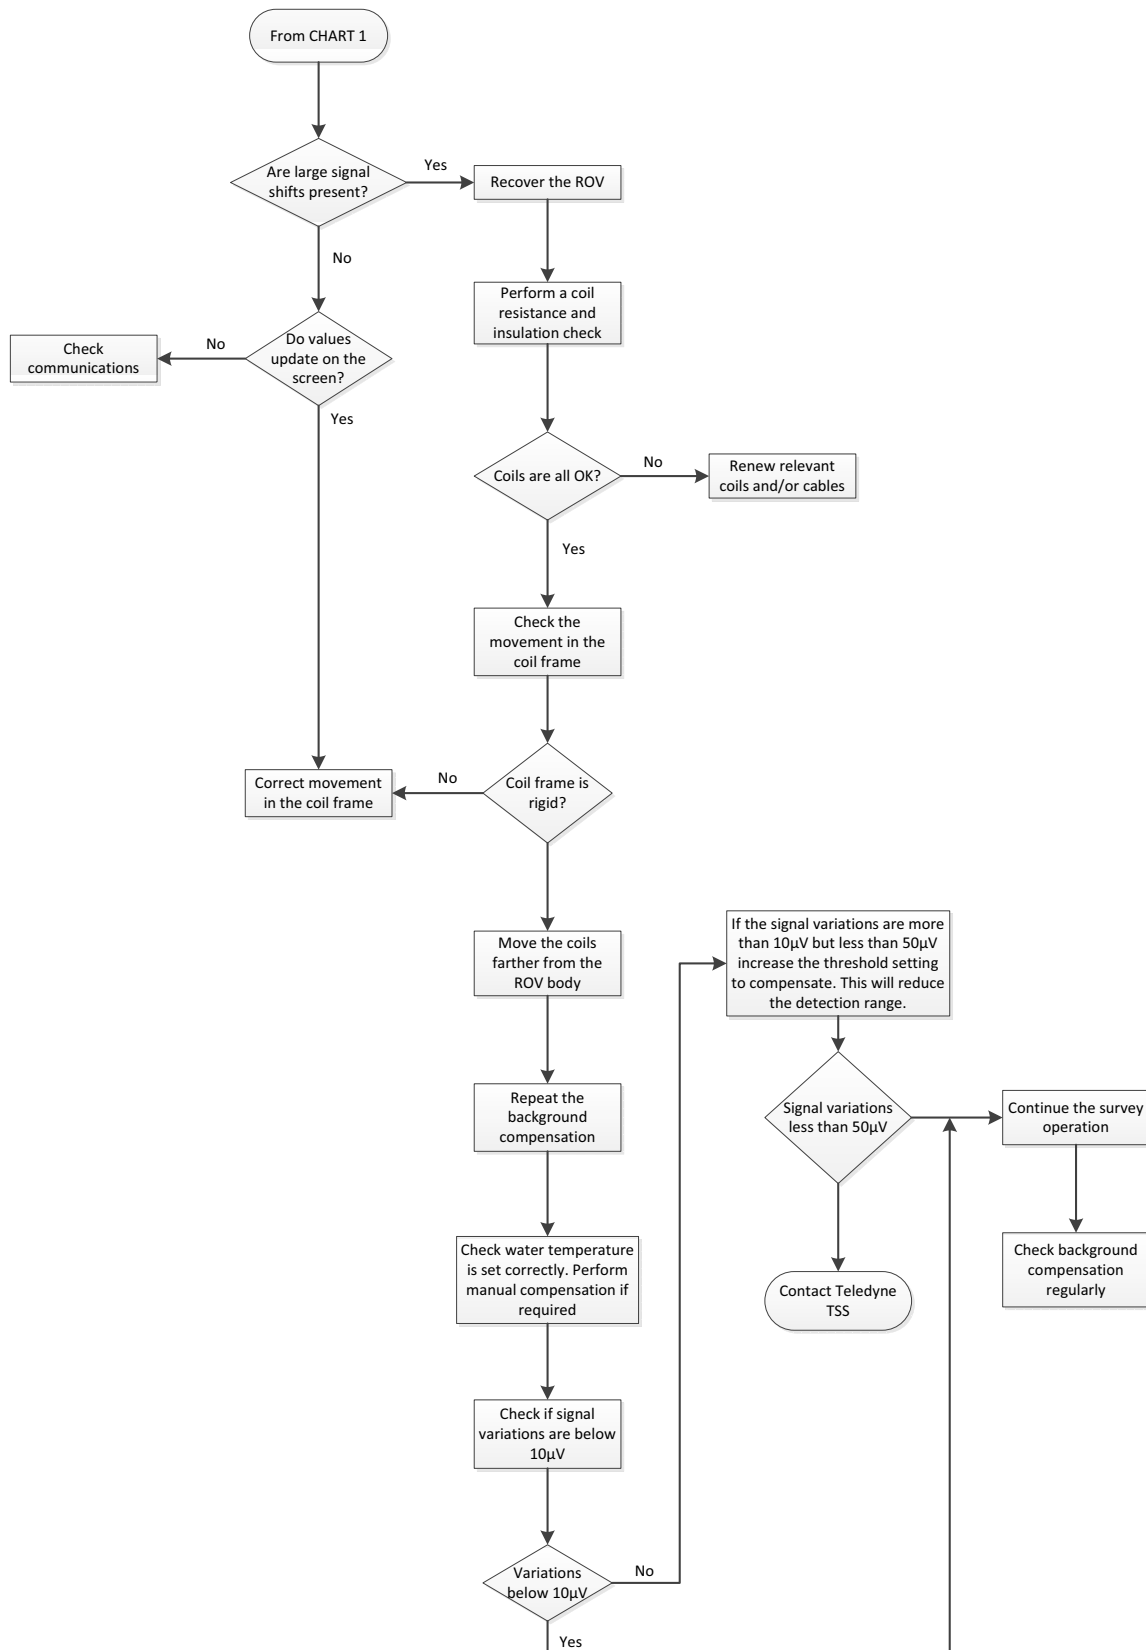 From CHART 1
Are large signal
shifts present?
Yes
Recover the ROV
No
Perform a coil
resistance and
insulation check
Do values
update on the
screen?
No
Check
communications
Yes
Coils are all OK?
No
Renew relevant
coils and/or cables
Yes
Check the
movement in the
coil frame
Coil frame is
rigid?
No
Correct movement
in the coil frame
Move the coils
farther from the
ROV body
Repeat the
background
compensation
Check water temperature
is set correctly. Perform
manual compensation if
required
Check if signal
variations are below
10µV
Variations
below 10µV
No
Yes
If the signal variations are more
than 10µV but less than 50µV
increase the threshold setting
to compensate. This will reduce
the detection range.
Signal variations
less than 50µV
Continue the survey
operation
Check background
compensation
regularly
Contact Teledyne
TSS